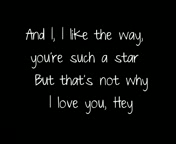 And I, I like the way,
you're such a star
But that's not why
I love you, Hey